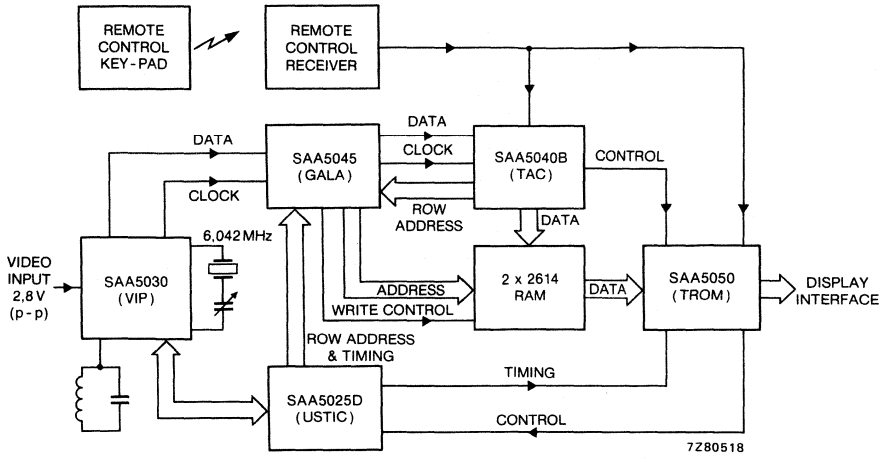 REMOTE
CONTROL
KEY-PAD
REMOTE
CONTROL
RECEIVER
DATA
CLOCK
SAA5045
(GALA)
DATA
CLOCK
ROW
ADDRESS
SAA5040B
(TAC)
CONTROL
DATA
VIDEO
INPUT
2,8V
(p-p)
SAA5030
(VIP)
6,042 MHz
ADDRESS
WRITE CONTROL
2 x 2614
RAM
DATA
SAA5050
(TROM)
DISPLAY
INTERFACE
ROW ADDRESS
& TIMING
SAA5025D
(USTIC)
TIMING
CONTROL
7Z80518